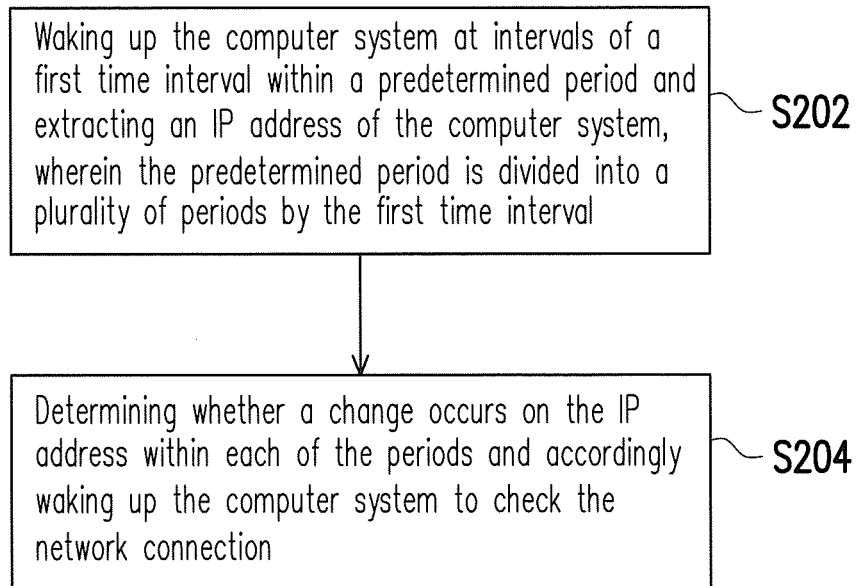 Waking up the computer system at intervals of a
first time interval within a predetermined period and
extracting an IP address of the computer system,
wherein the predetermined period is divided into a
plurality of periods by the first time interval
S202
Determining whether a change occurs on the IP
address within each of the periods and accordingly
waking up the computer system to check the
network connection
S204